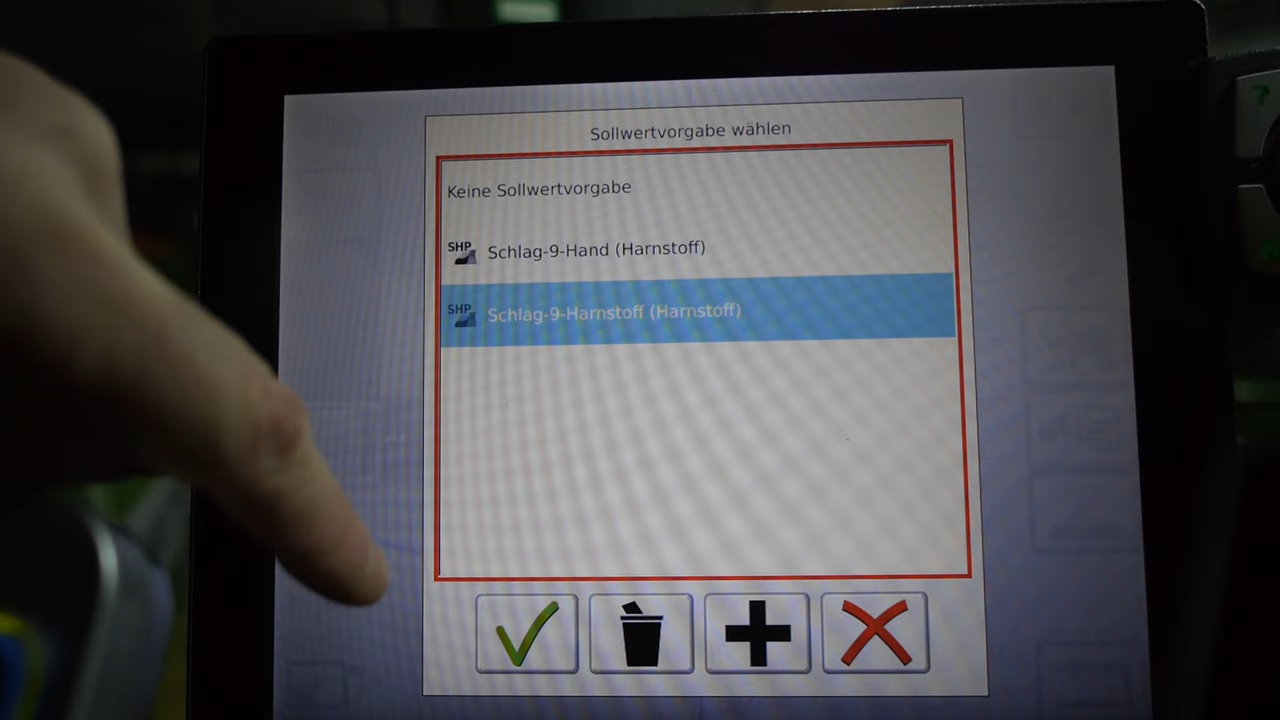 Sollwertvorgabe wählen
Keine Sollwertvorgabe
SHP Schlag-9-Hand (Harnstoff)
SHP Schlag-9-Harnstoff (Harnstoff)
?